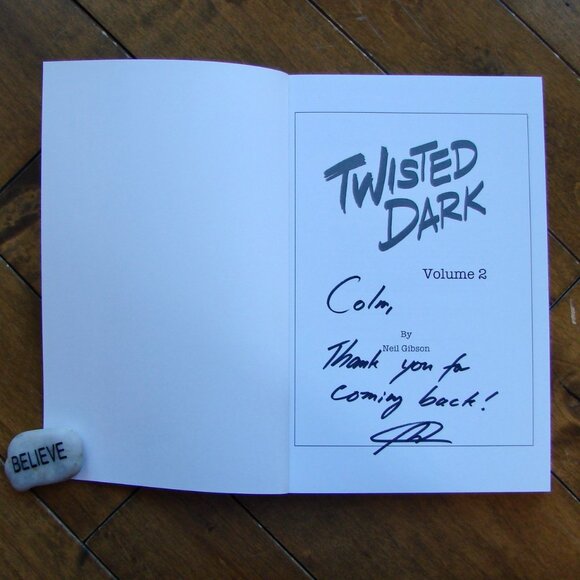 TWISTED
DARK
Volume 2
Colm,
By
Neil Gibson
Thank you for
coming back!
BELIEVE